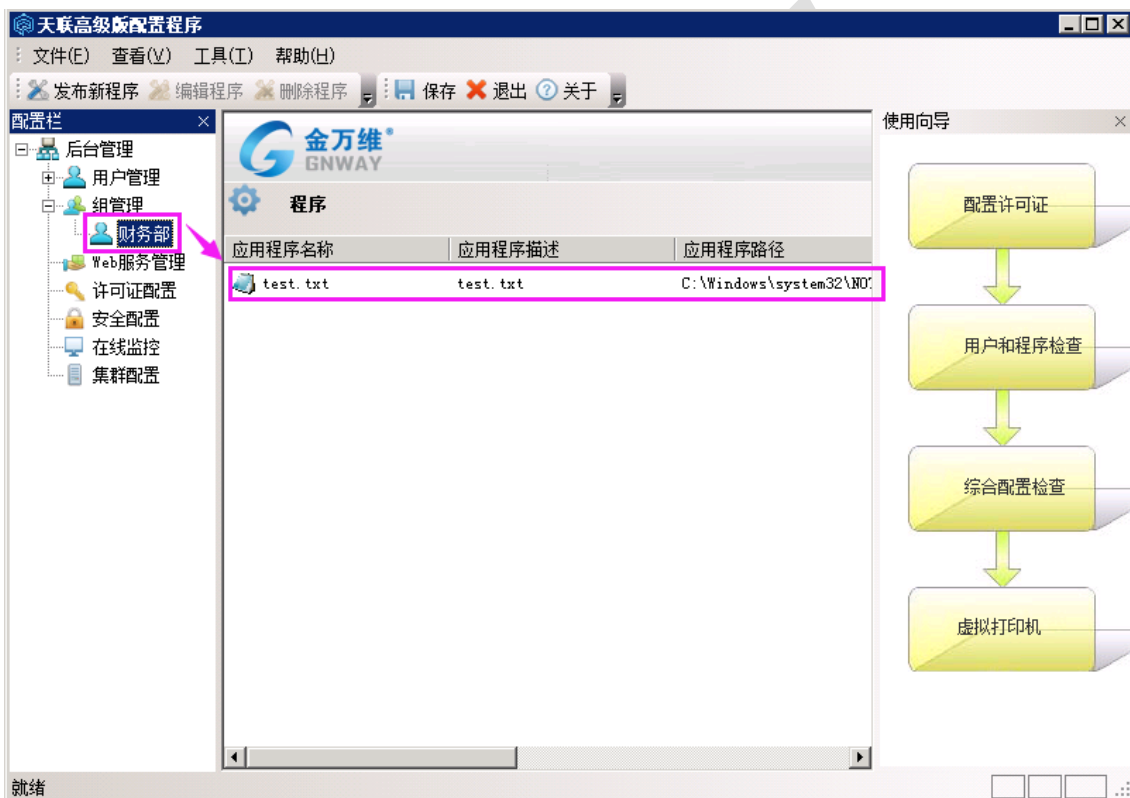 天联高级版配置程序
文件(F) 查看(V) 工具(T) 帮助(H)
发布新程序 编辑程序 删除程序 保存 退出 关于
配置栏
后台管理
用户管理
组管理
财务部
Web服务管理
许可证配置
安全配置
在线监控
集群配置
金万维®
GNWAY
程序
应用程序名称 应用程序描述 应用程序路径
test.txt test.txt C:\Windows\system32\NOT
使用向导
配置许可证
用户和程序检查
综合配置检查
虚拟打印机
就绪